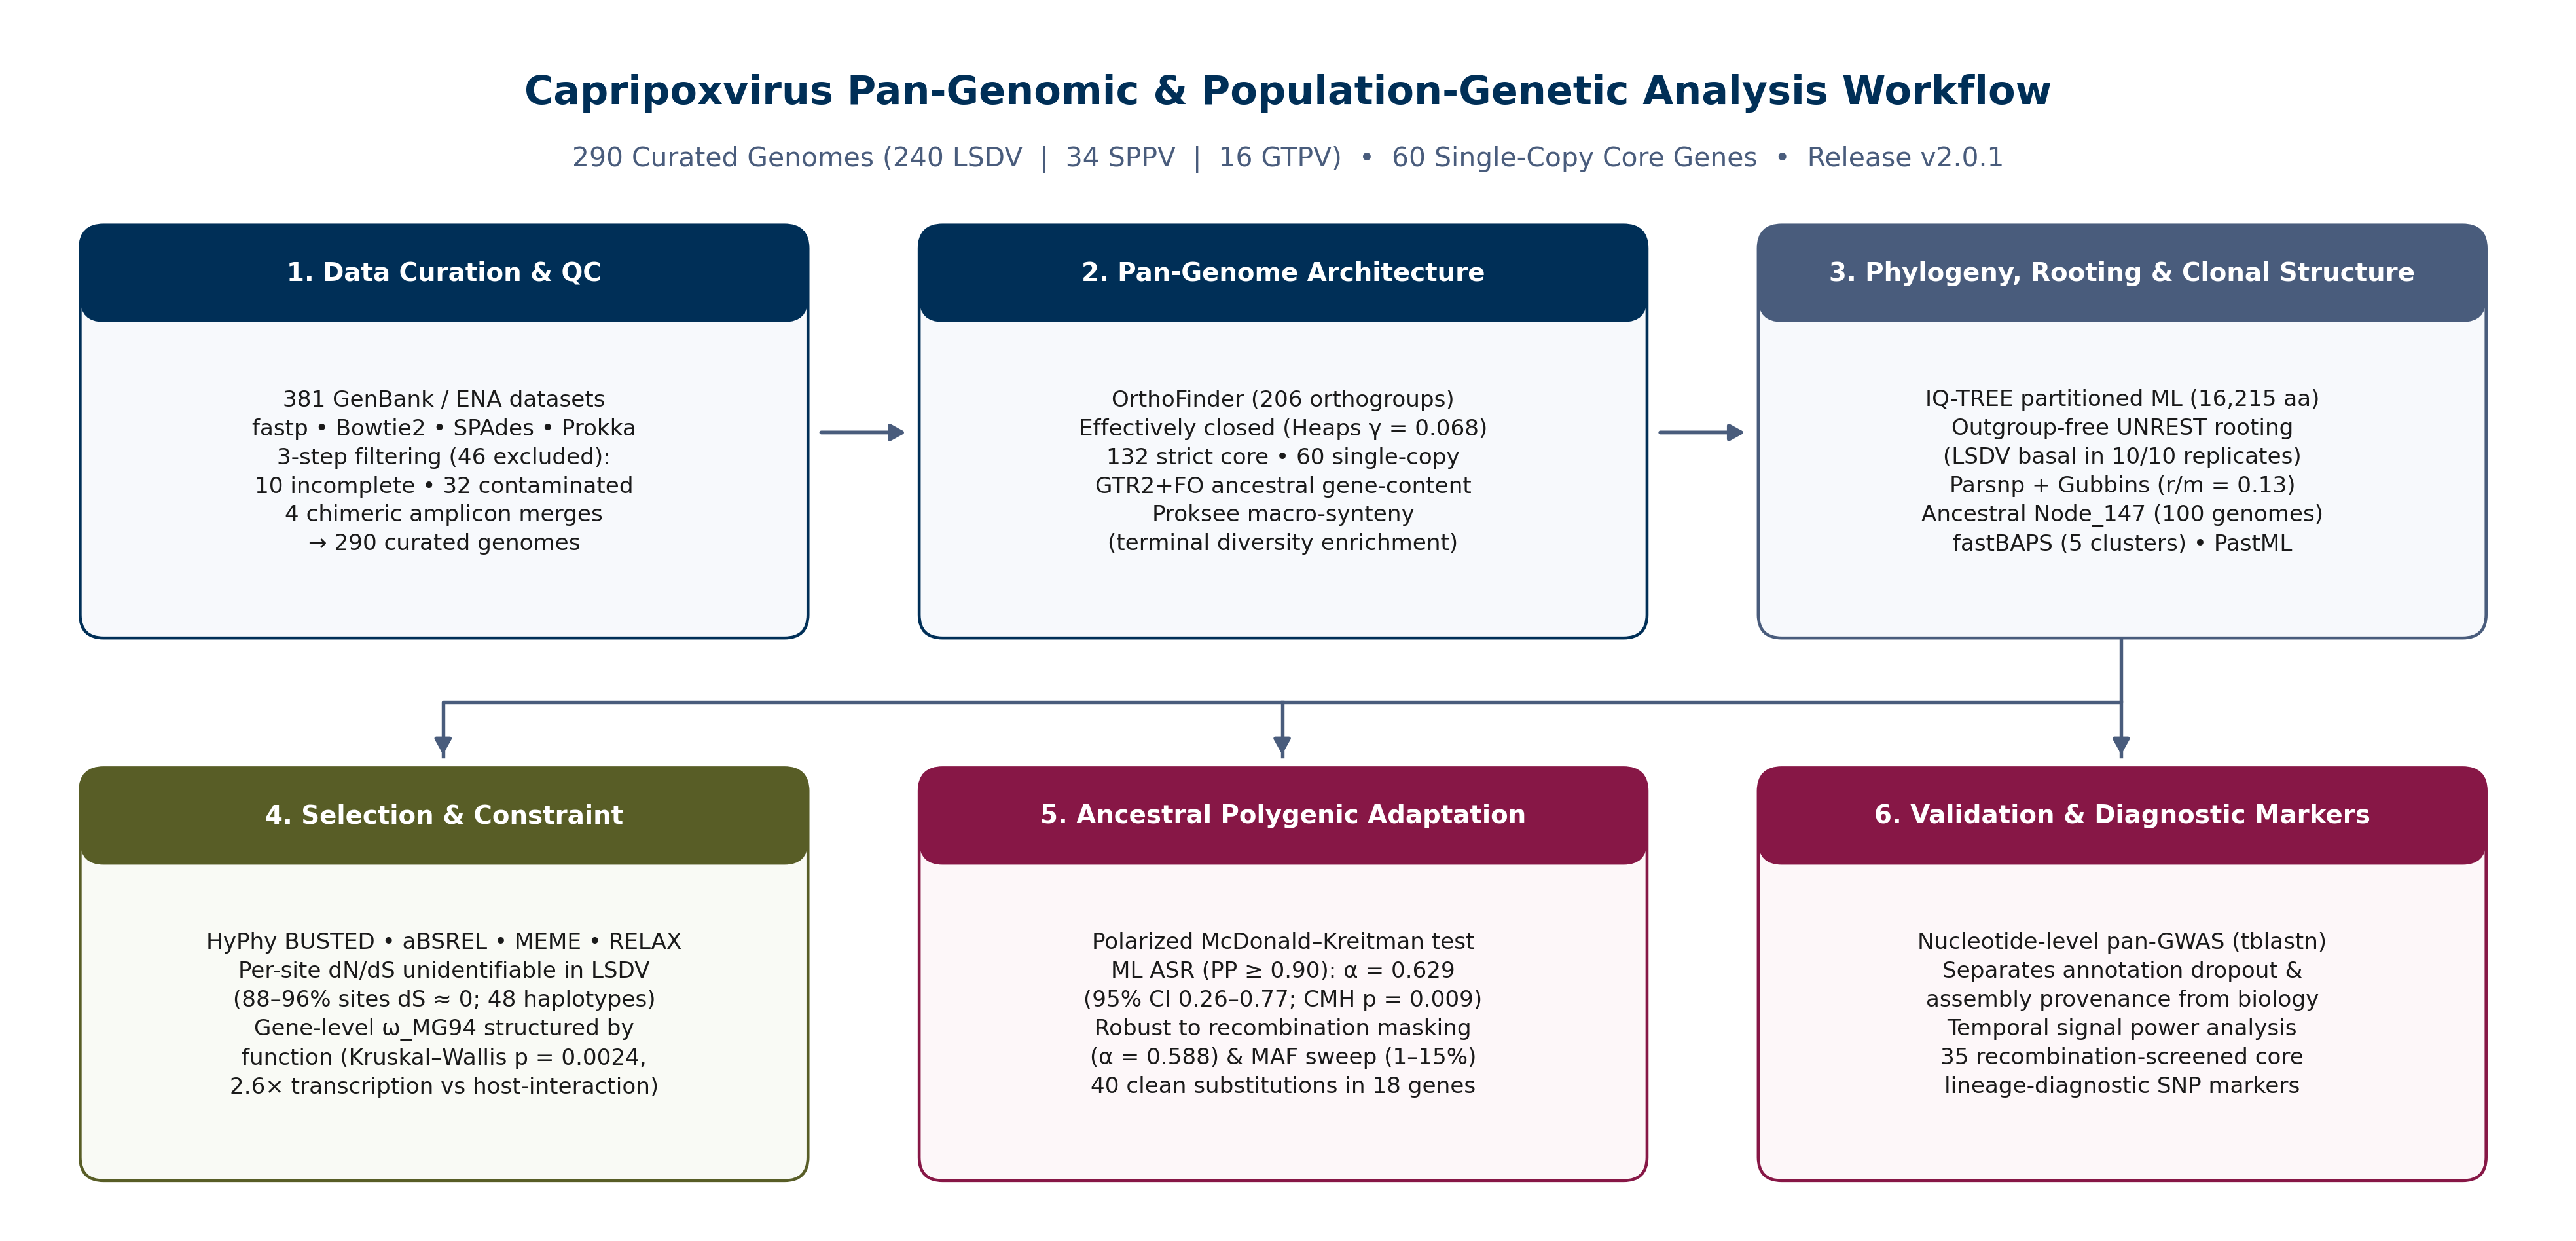 Capripoxvirus Pan-Genomic & Population-Genetic Analysis Workflow
290 Curated Genomes (240 LSDV | 34 SPPV | 16 GTPV) • 60 Single-Copy Core Genes • Release v2.0.1
1. Data Curation & QC
381 GenBank / ENA datasets
fastp • Bowtie2 • SPAdes • Prokka
3-step filtering (46 excluded):
10 incomplete • 32 contaminated
4 chimeric amplicon merges
→ 290 curated genomes
2. Pan-Genome Architecture
OrthoFinder (206 orthogroups)
Effectively closed (Heaps γ = 0.068)
132 strict core • 60 single-copy
GTR2+FO ancestral gene-content
Proksee macro-synteny
(terminal diversity enrichment)
3. Phylogeny, Rooting & Clonal Structure
IQ-TREE partitioned ML (16,215 aa)
Outgroup-free UNREST rooting
(LSDV basal in 10/10 replicates)
Parsnp + Gubbins (r/m = 0.13)
Ancestral Node_147 (100 genomes)
fastBAPS (5 clusters) • PastML
4. Selection & Constraint
HyPhy BUSTED • aBSREL • MEME • RELAX
Per-site dN/dS unidentifiable in LSDV
(88–96% sites dS ≈ 0; 48 haplotypes)
Gene-level ω_MG94 structured by
function (Kruskal–Wallis p = 0.0024,
2.6× transcription vs host-interaction)
5. Ancestral Polygenic Adaptation
Polarized McDonald–Kreitman test
ML ASR (PP ≥ 0.90): α = 0.629
(95% CI 0.26–0.77; CMH p = 0.009)
Robust to recombination masking
(α = 0.588) & MAF sweep (1–15%)
40 clean substitutions in 18 genes
6. Validation & Diagnostic Markers
Nucleotide-level pan-GWAS (tblastn)
Separates annotation dropout &
assembly provenance from biology
Temporal signal power analysis
35 recombination-screened core
lineage-diagnostic SNP markers